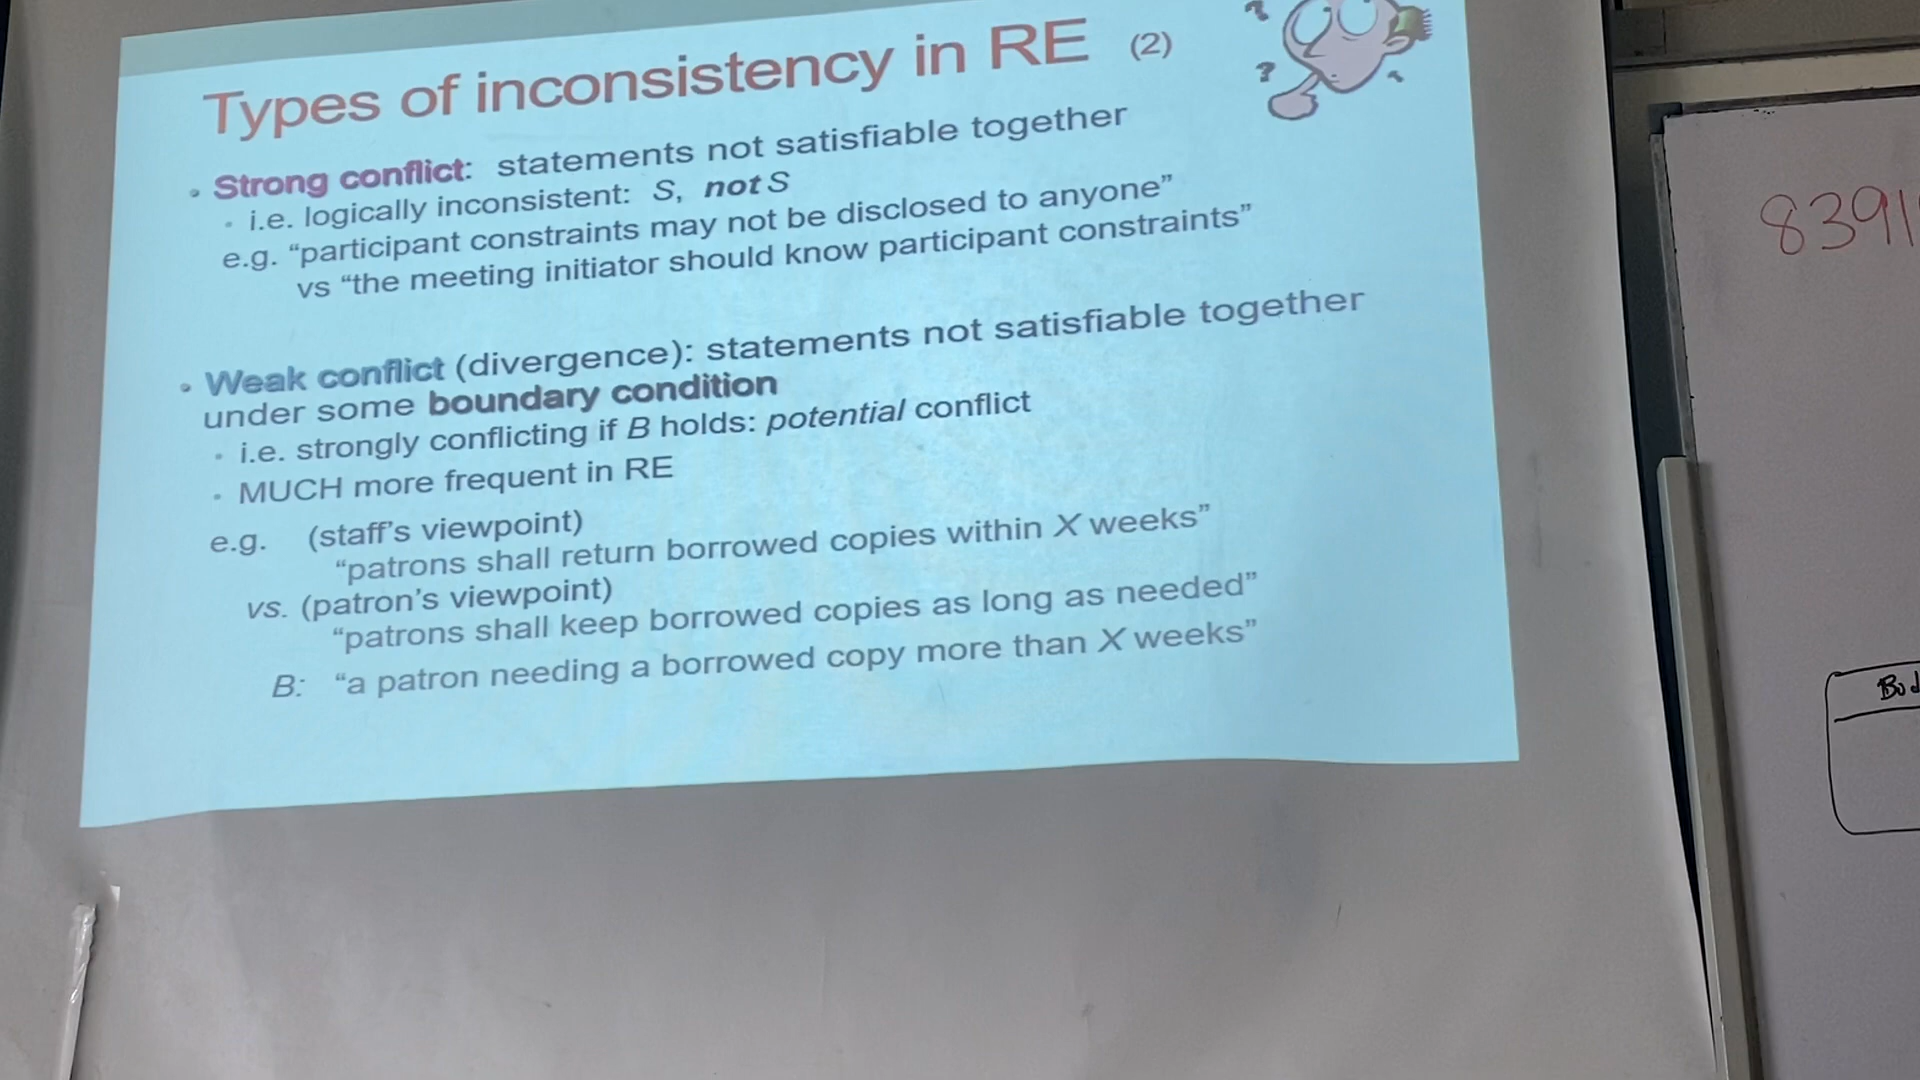 Types of inconsistency in RE (2)
• Strong conflict: statements not satisfiable together
• i.e. logically inconsistent: S, not S
e.g. “participant constraints may not be disclosed to anyone”
vs “the meeting initiator should know participant constraints”
• Weak conflict (divergence): statements not satisfiable together
under some boundary condition
• i.e. strongly conflicting if B holds: potential conflict
• MUCH more frequent in RE
e.g. (staff’s viewpoint)
“patrons shall return borrowed copies within X weeks”
vs. (patron’s viewpoint)
“patrons shall keep borrowed copies as long as needed”
B: “a patron needing a borrowed copy more than X weeks”
? ? ?
8391